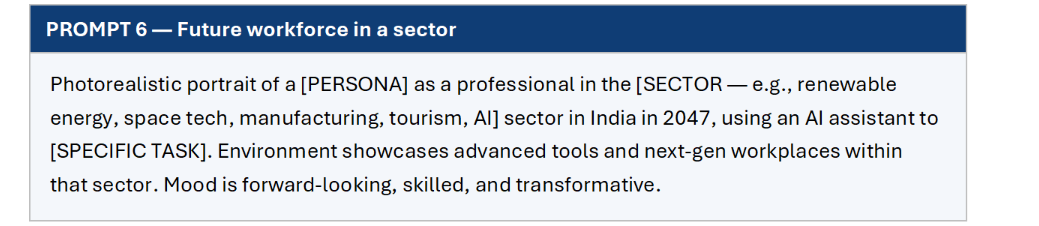 PROMPT 6 — Future workforce in a sector
Photorealistic portrait of a [PERSONA] as a professional in the [SECTOR — e.g., renewable
energy, space tech, manufacturing, tourism, AI] sector in India in 2047, using an AI assistant to
[SPECIFIC TASK]. Environment showcases advanced tools and next-gen workplaces within
that sector. Mood is forward-looking, skilled, and transformative.